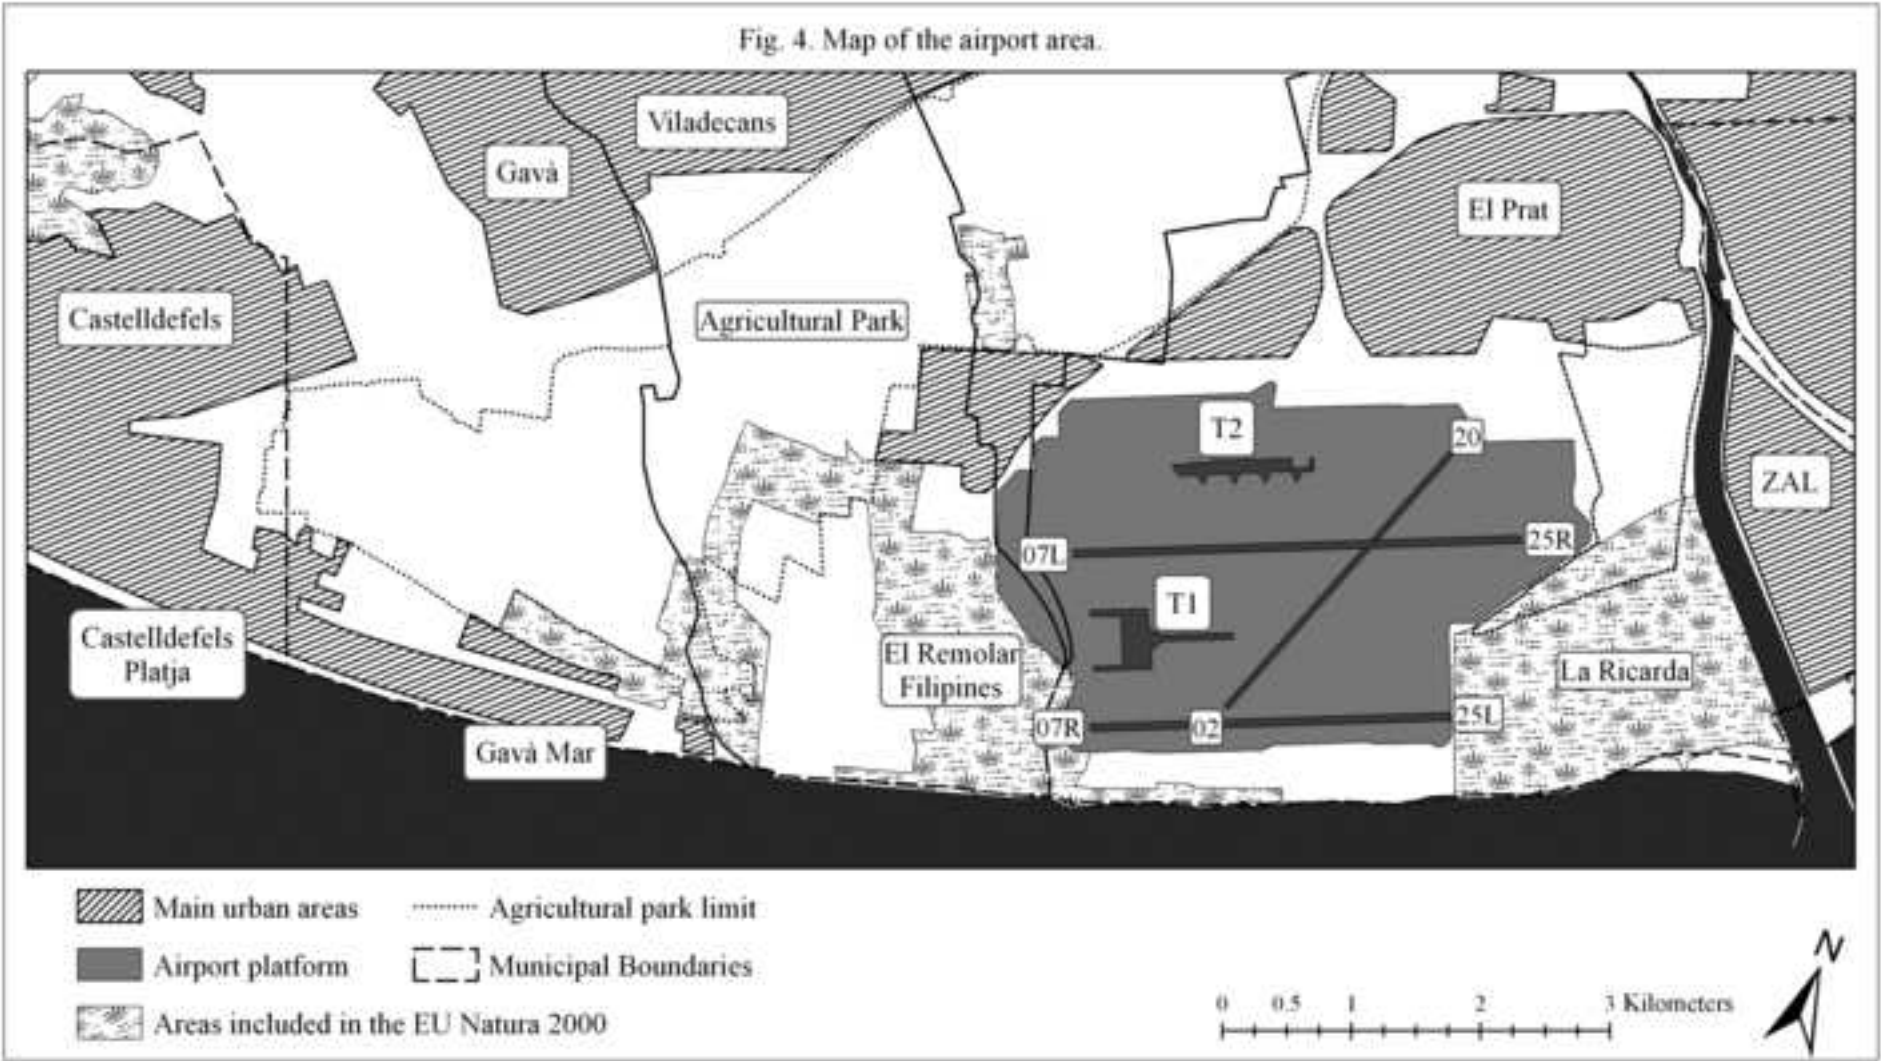 Fig. 4. Map of the airport area.
Viladecans
Gavà
El Prat
Castelldefels
Agricultural Park
T2
20
ZAL
07L
25R
T1
Castelldefels
Platja
El Remolar
Filipines
La Ricarda
07R
02
25L
Gavà Mar
Main urban areas
Agricultural park limit
Airport platform
Municipal Boundaries
Areas included in the EU Natura 2000
0 0.5 1 2 3 Kilometers
N